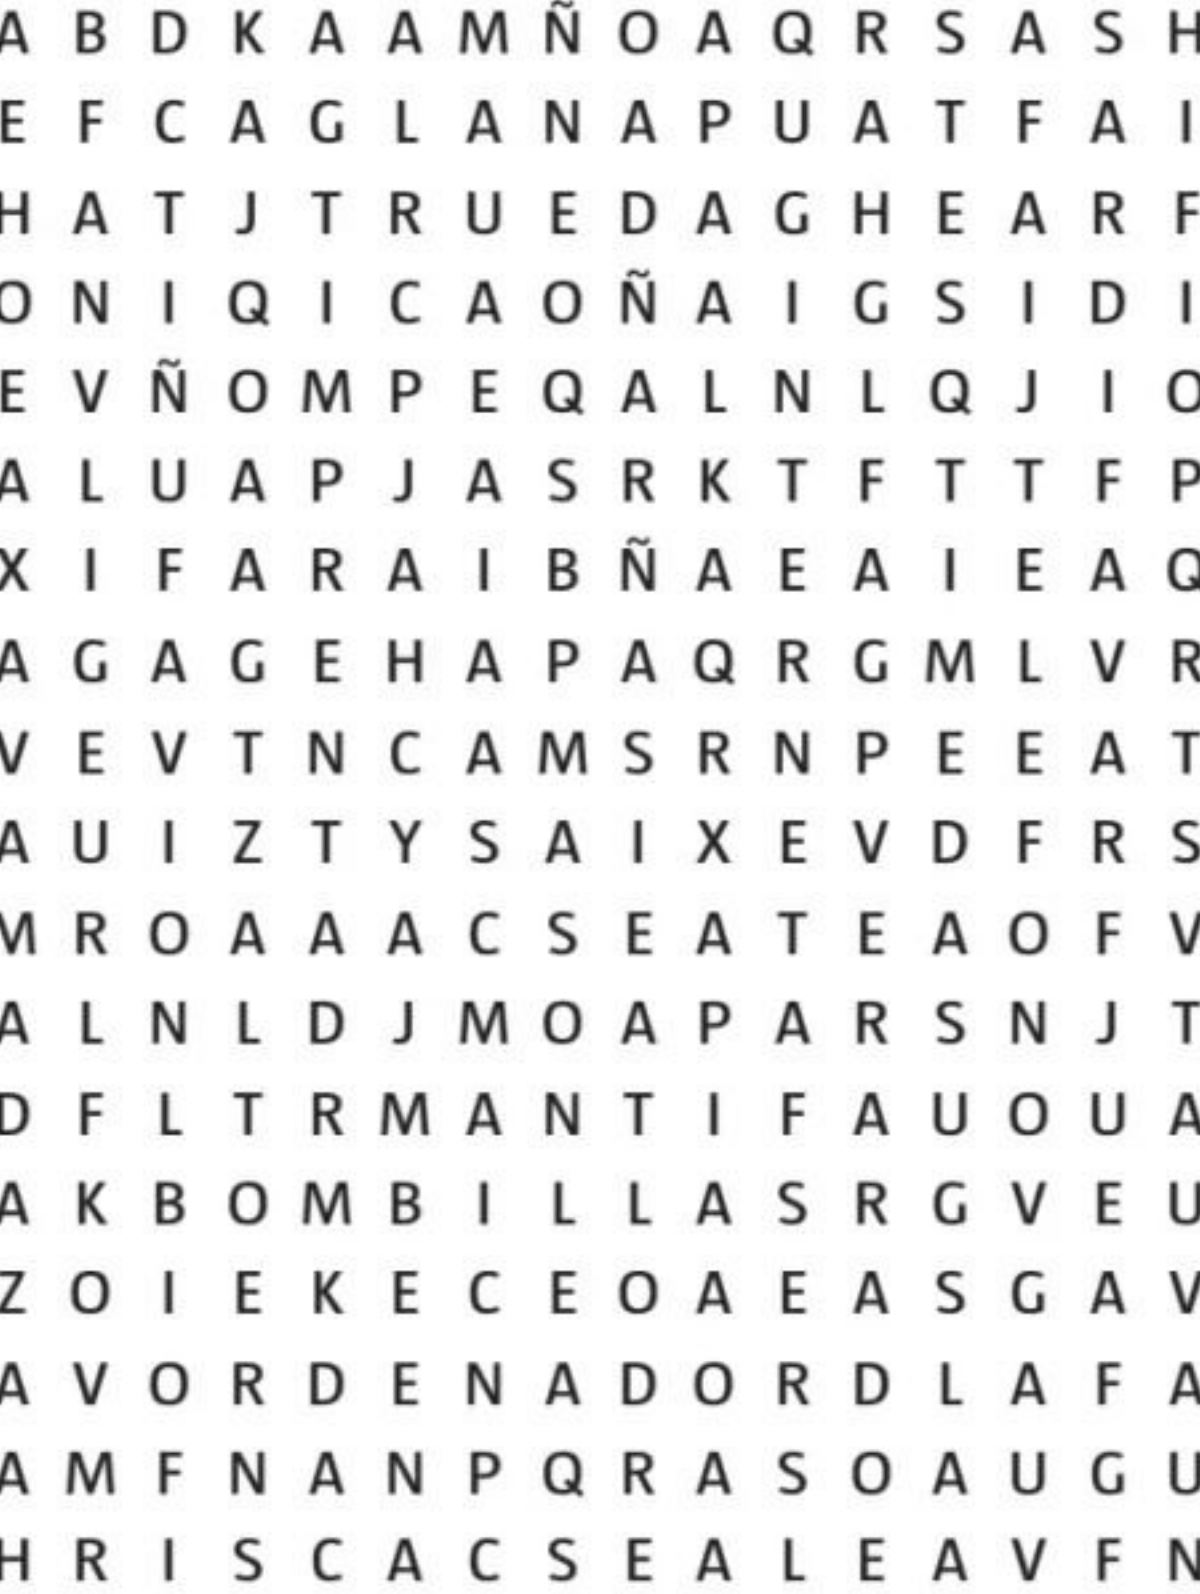 A B D K A A M Ñ O A Q R S A S H
E F C A G L A N A P U A T F A I
H A T J T R U E D A G H E A R F
O N I Q I C A O Ñ A I G S I D I
E V Ñ O M P E Q A L N L Q J I O
A L U A P J A S R K T F T T F P
X I F A R A I B Ñ A E A I E A Q
A G A G E H A P A Q R G M L V R
V E V T N C A M S R N P E E A T
A U I Z T Y S A I X E V D F R S
M R O A A A C S E A T E A O F V
A L N L D J M O A P A R S N J T
D F L T R M A N T I F A U O U A
A K B O M B I L L A S R G V E U
Z O I E K E C E O A E A S G A V
A V O R D E N A D O R D L A F A
A M F N A N P Q R A S O A U G U
H R I S C A C S E A L E A V F N